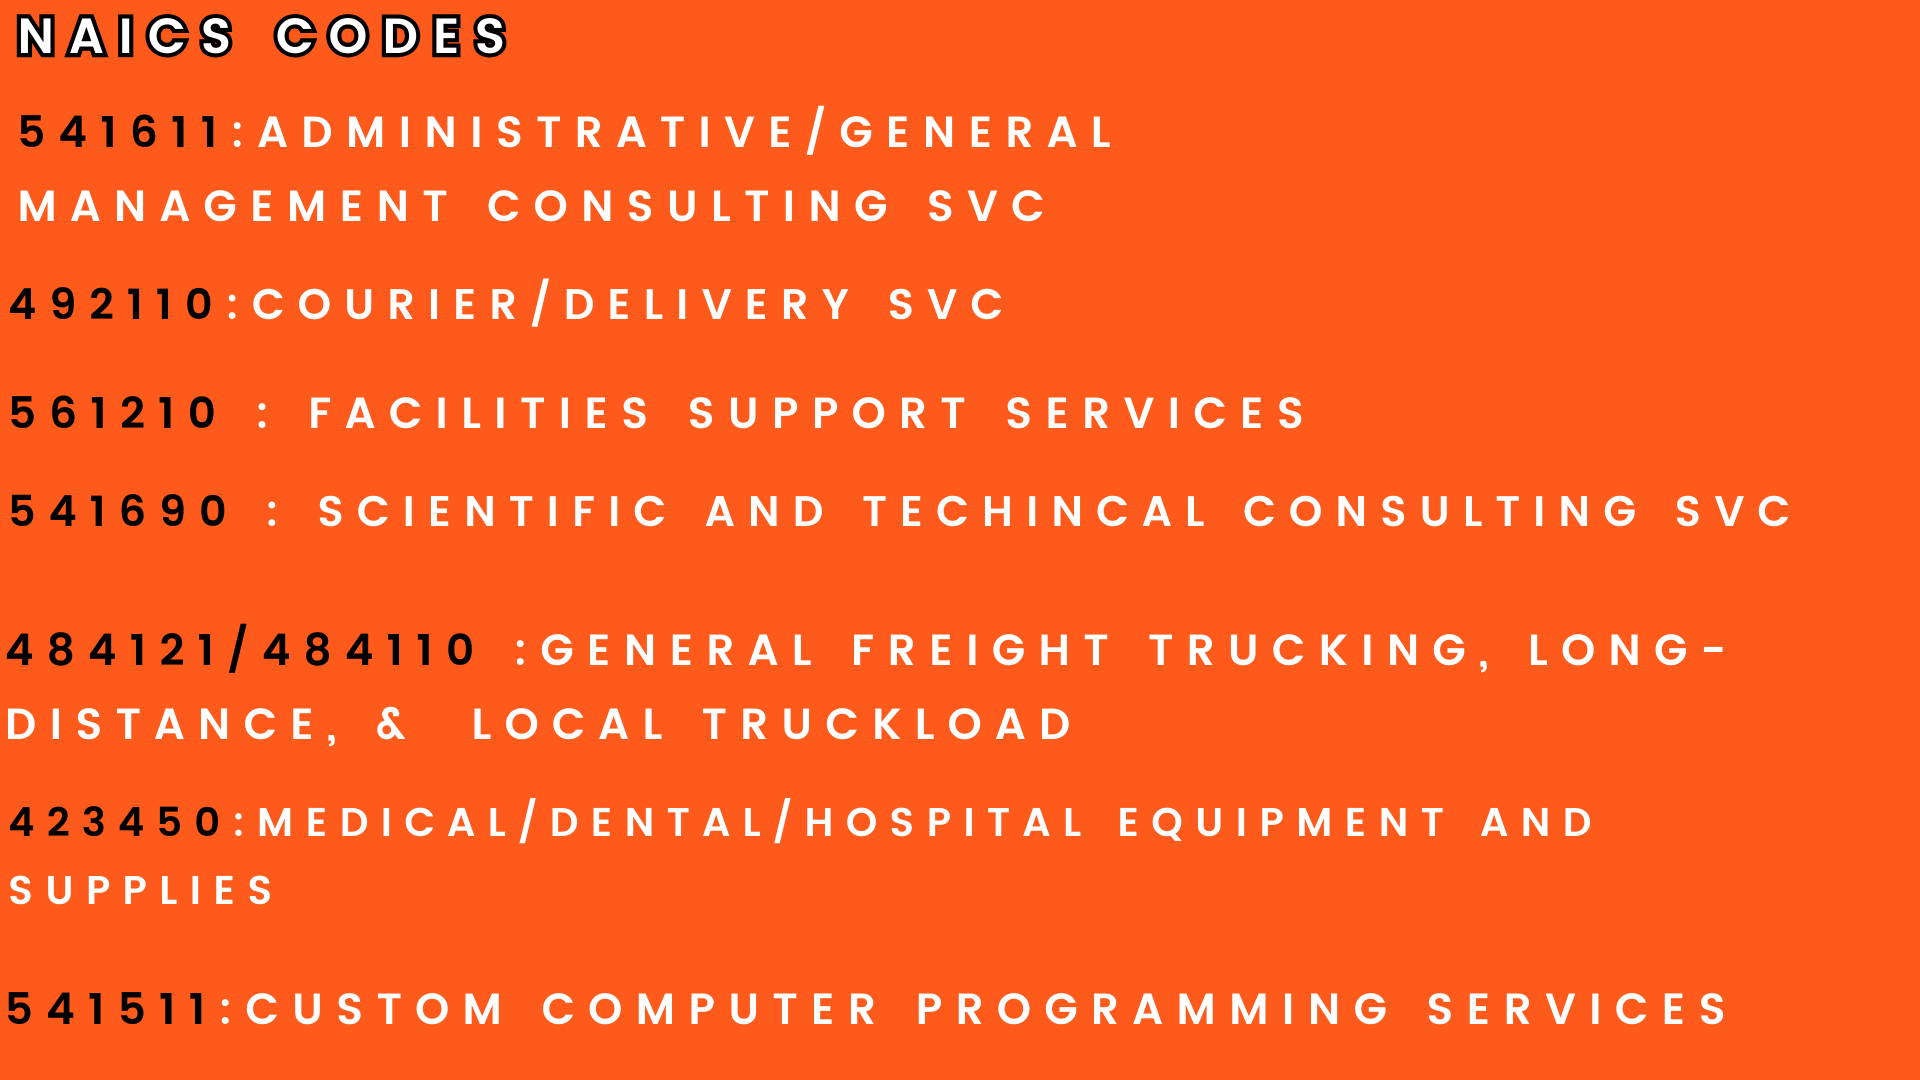 NAICS CODES
541611:ADMINISTRATIVE/GENERAL
MANAGEMENT CONSULTING SVC
492110:COURIER/DELIVERY SVC
561210 : FACILITIES SUPPORT SERVICES
541690 : SCIENTIFIC AND TECHINCAL CONSULTING SVC
484121/484110 :GENERAL FREIGHT TRUCKING, LONG-
DISTANCE, & LOCAL TRUCKLOAD
423450:MEDICAL/DENTAL/HOSPITAL EQUIPMENT AND
SUPPLIES
541511:CUSTOM COMPUTER PROGRAMMING SERVICES